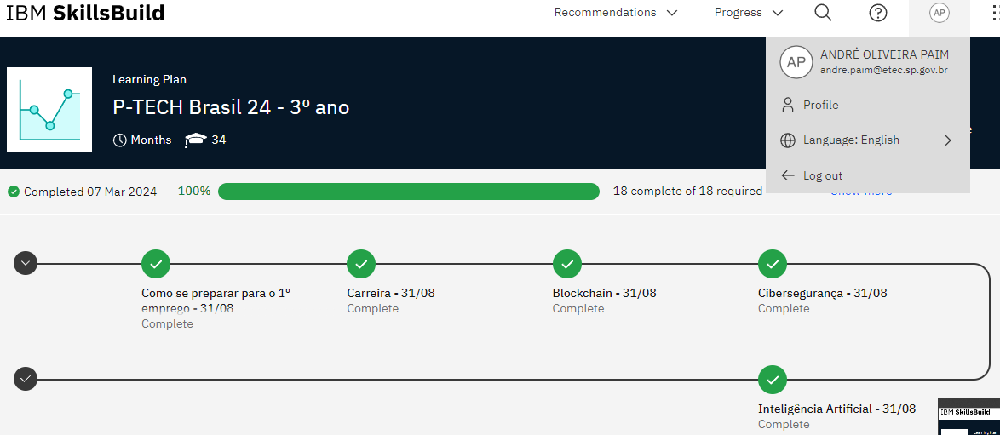 IBM SkillsBuild
Recommendations
Progress
AP
AP
ANDRÉ OLIVEIRA PAIM
andre.paim@etec.sp.gov.br
Profile
Language: English
Log out
Learning Plan
P-TECH Brasil 24 - 3º ano
Months
34
Completed 07 Mar 2024
100%
18 complete of 18 required
Show more
Como se preparar para o 1º
emprego - 31/08
Complete
Carreira - 31/08
Complete
Blockchain - 31/08
Complete
Cibersegurança - 31/08
Complete
Inteligência Artificial - 31/08
Complete
IBM SkillsBuild